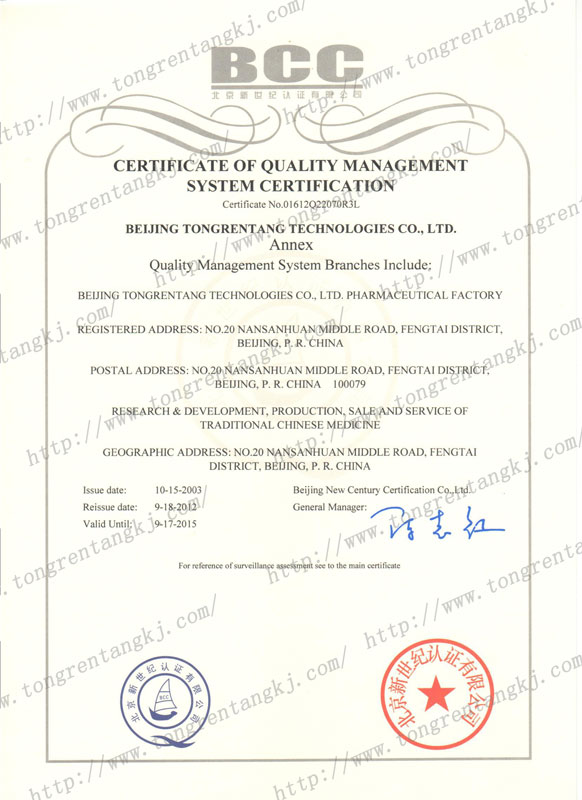 BCC
北京新世纪认证有限公司
CERTIFICATE OF QUALITY MANAGEMENT
SYSTEM CERTIFICATION
Certificate No.01612Q22070R3L
BEIJING TONGRENTANG TECHNOLOGIES CO., LTD.
Annex
Quality Management System Branches Include:
BEIJING TONGRENTANG TECHNOLOGIES CO., LTD. PHARMACEUTICAL FACTORY
REGISTERED ADDRESS: NO.20 NANSANHUAN MIDDLE ROAD, FENGTAI DISTRICT,
BEIJING, P. R. CHINA
POSTAL ADDRESS: NO.20 NANSANHUAN MIDDLE ROAD, FENGTAI DISTRICT,
BEIJING, P. R. CHINA 100079
RESEARCH & DEVELOPMENT, PRODUCTION, SALE AND SERVICE OF
TRADITIONAL CHINESE MEDICINE
GEOGRAPHIC ADDRESS: NO.20 NANSANHUAN MIDDLE ROAD, FENGTAI
DISTRICT, BEIJING, P. R. CHINA
Issue date: 10-15-2003 Beijing New Century Certification Co., Ltd.
Reissue date: 9-18-2012 General Manager:
Valid Until: 9-17-2015
For reference of surveillance assessment see to the main certificate
北京新世纪认证有限公司
BCC
北京新世纪认证有限公司
http://www.tongrentangkj.com/